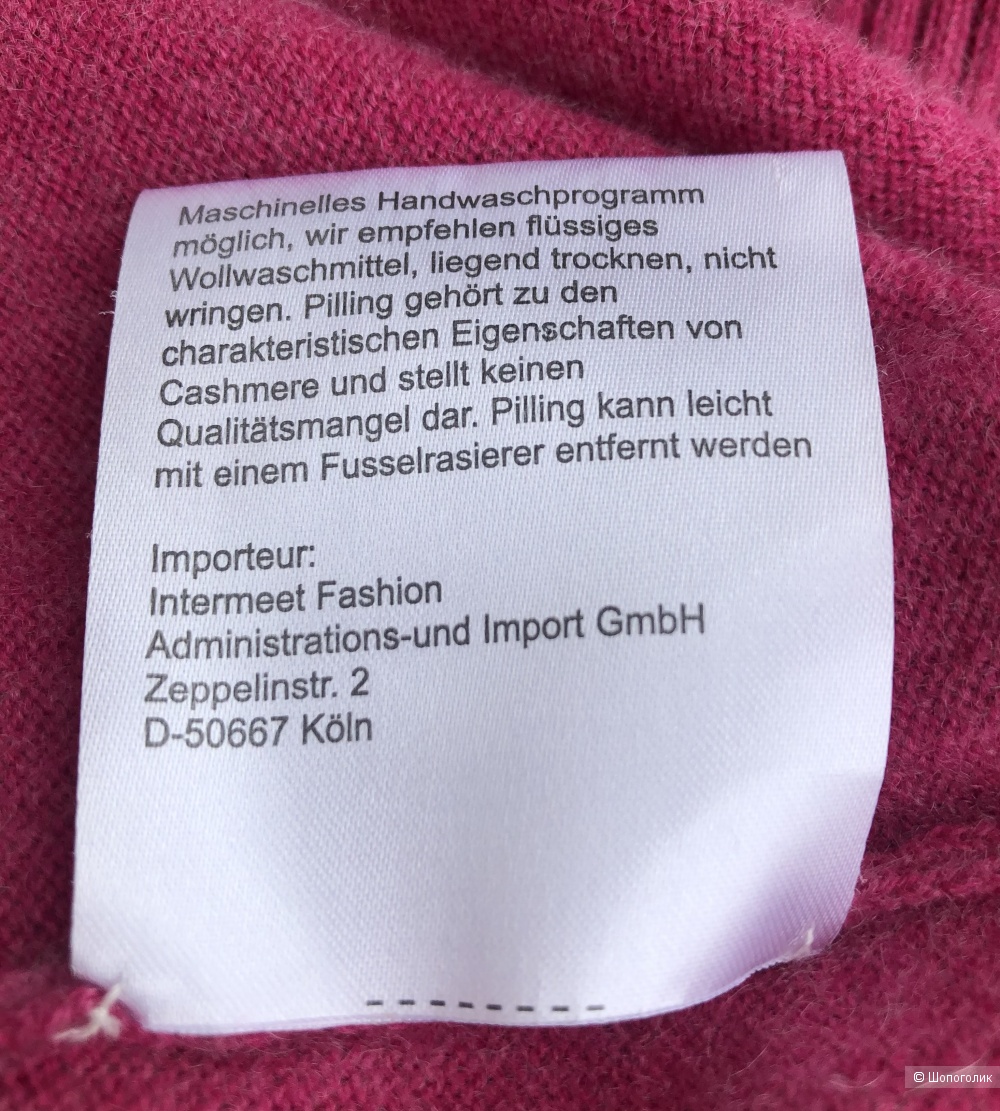 Maschinelles Handwaschprogramm
möglich, wir empfehlen flüssiges
Wollwaschmittel, liegend trocknen, nicht
wringen. Pilling gehört zu den
charakteristischen Eigenschaften von
Cashmere und stellt keinen
Qualitätsmangel dar. Pilling kann leicht
mit einem Fusselrasierer entfernt werden
Importeur:
Intermeet Fashion
Administrations-und Import GmbH
Zeppelinstr. 2
D-50667 Köln
© Шопоголик